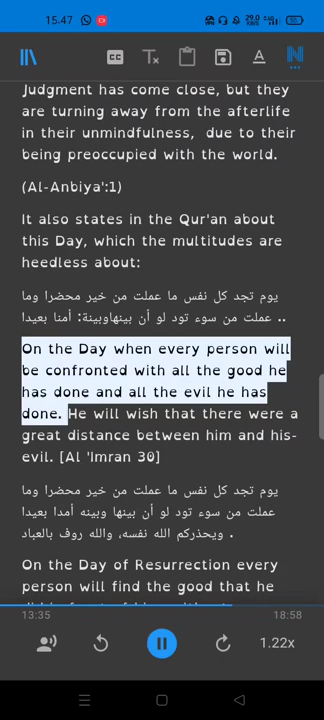 15.47
29.0
KB/s
CC
A
N
Judgment has come close, but they
are turning away from the afterlife
in their unmindfulness, due to their
being preoccupied with the world.
(Al-Anbiya':1)
It also states in the Qur'an about
this Day, which the multitudes are
heedless about:
يوم تجد كل نفس ما عملت من خير محضرا وما
عملت من سوء تود لو أن بينهاوبينة: أمنا بعيدا ..
On the Day when every person will
be confronted with all the good he
has done and all the evil he has
done. He will wish that there were a
great distance between him and his-
evil. [Al 'Imran 30]
يوم تجد كل نفس ما عملت من خير محضرا وما
عملت من سوء تود لو أن بينها وبينه أمدا بعيدا
ويحذركم الله نفسه، والله روف بالعباد .
On the Day of Resurrection every
person will find the good that he
13:35
18:58
1.22x